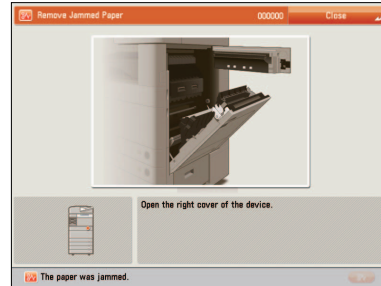 Remove Jammed Paper 000000 Close
Open the right cover of the device.
The paper was jammed.